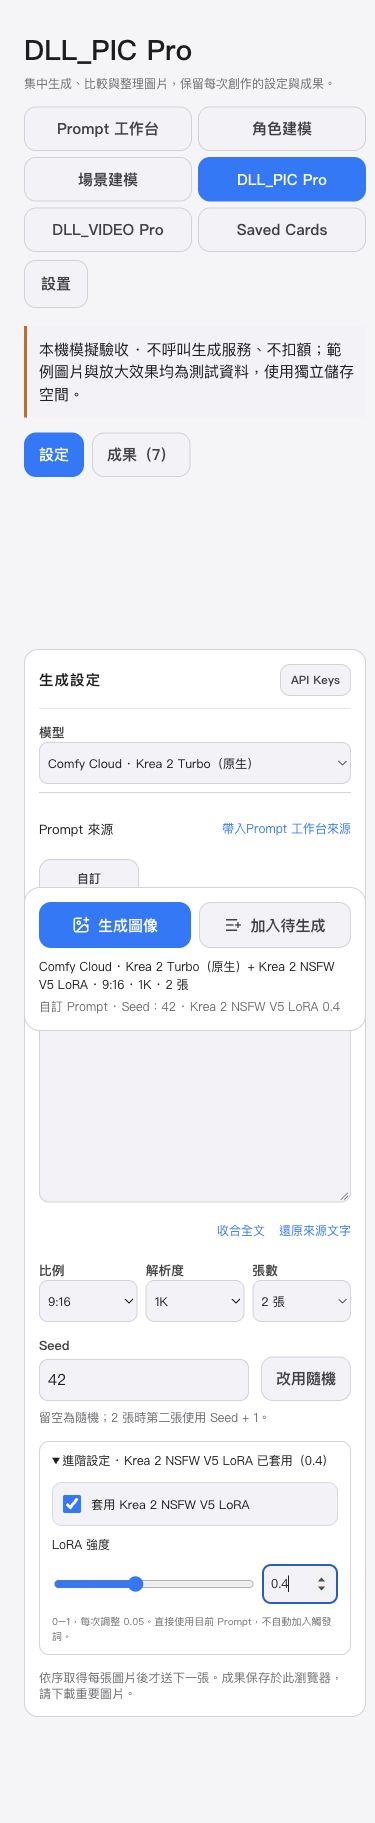 DLL_PIC Pro
集中生成、比較與整理圖片，保留每次創作的設定與成果。
Prompt 工作台
角色建模
場景建模
DLL_PIC Pro
DLL_VIDEO Pro
Saved Cards
設置
本機模擬驗收・不呼叫生成服務、不扣額；範
例圖片與放大效果均為測試資料，使用獨立儲存
空間。
設定
成果（7）
生成設定
API Keys
模型
Comfy Cloud・Krea 2 Turbo（原生）
Prompt 來源
帶入Prompt 工作台來源
自訂
生成圖像
加入待生成
Comfy Cloud・Krea 2 Turbo（原生）+ Krea 2 NSFW
V5 LoRA・9:16・1K・2 張
自訂 Prompt・Seed：42・Krea 2 NSFW V5 LoRA 0.4
收合全文
還原來源文字
比例
解析度
張數
9:16
1K
2 張
Seed
42
改用隨機
留空為隨機；2 張時第二張使用 Seed + 1。
▼進階設定・Krea 2 NSFW V5 LoRA 已套用（0.4）
套用 Krea 2 NSFW V5 LoRA
LoRA 強度
0.4
0–1，每次調整 0.05。直接使用目前 Prompt，不自動加入觸發
詞。
依序取得每張圖片後才送下一張。成果保存於此瀏覽器，
請下載重要圖片。